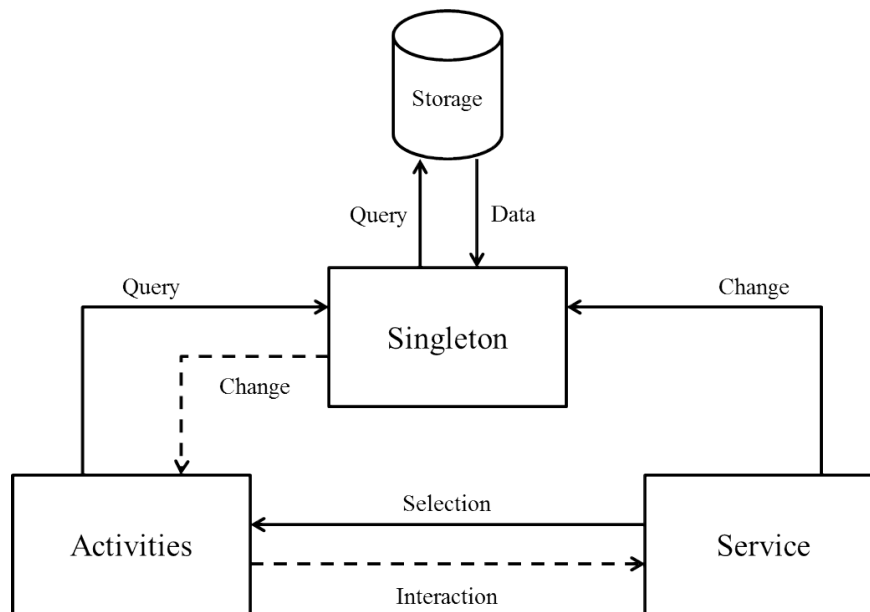 Storage
Query
Data
Query
Change
Singleton
Change
Selection
Activities
Service
Interaction